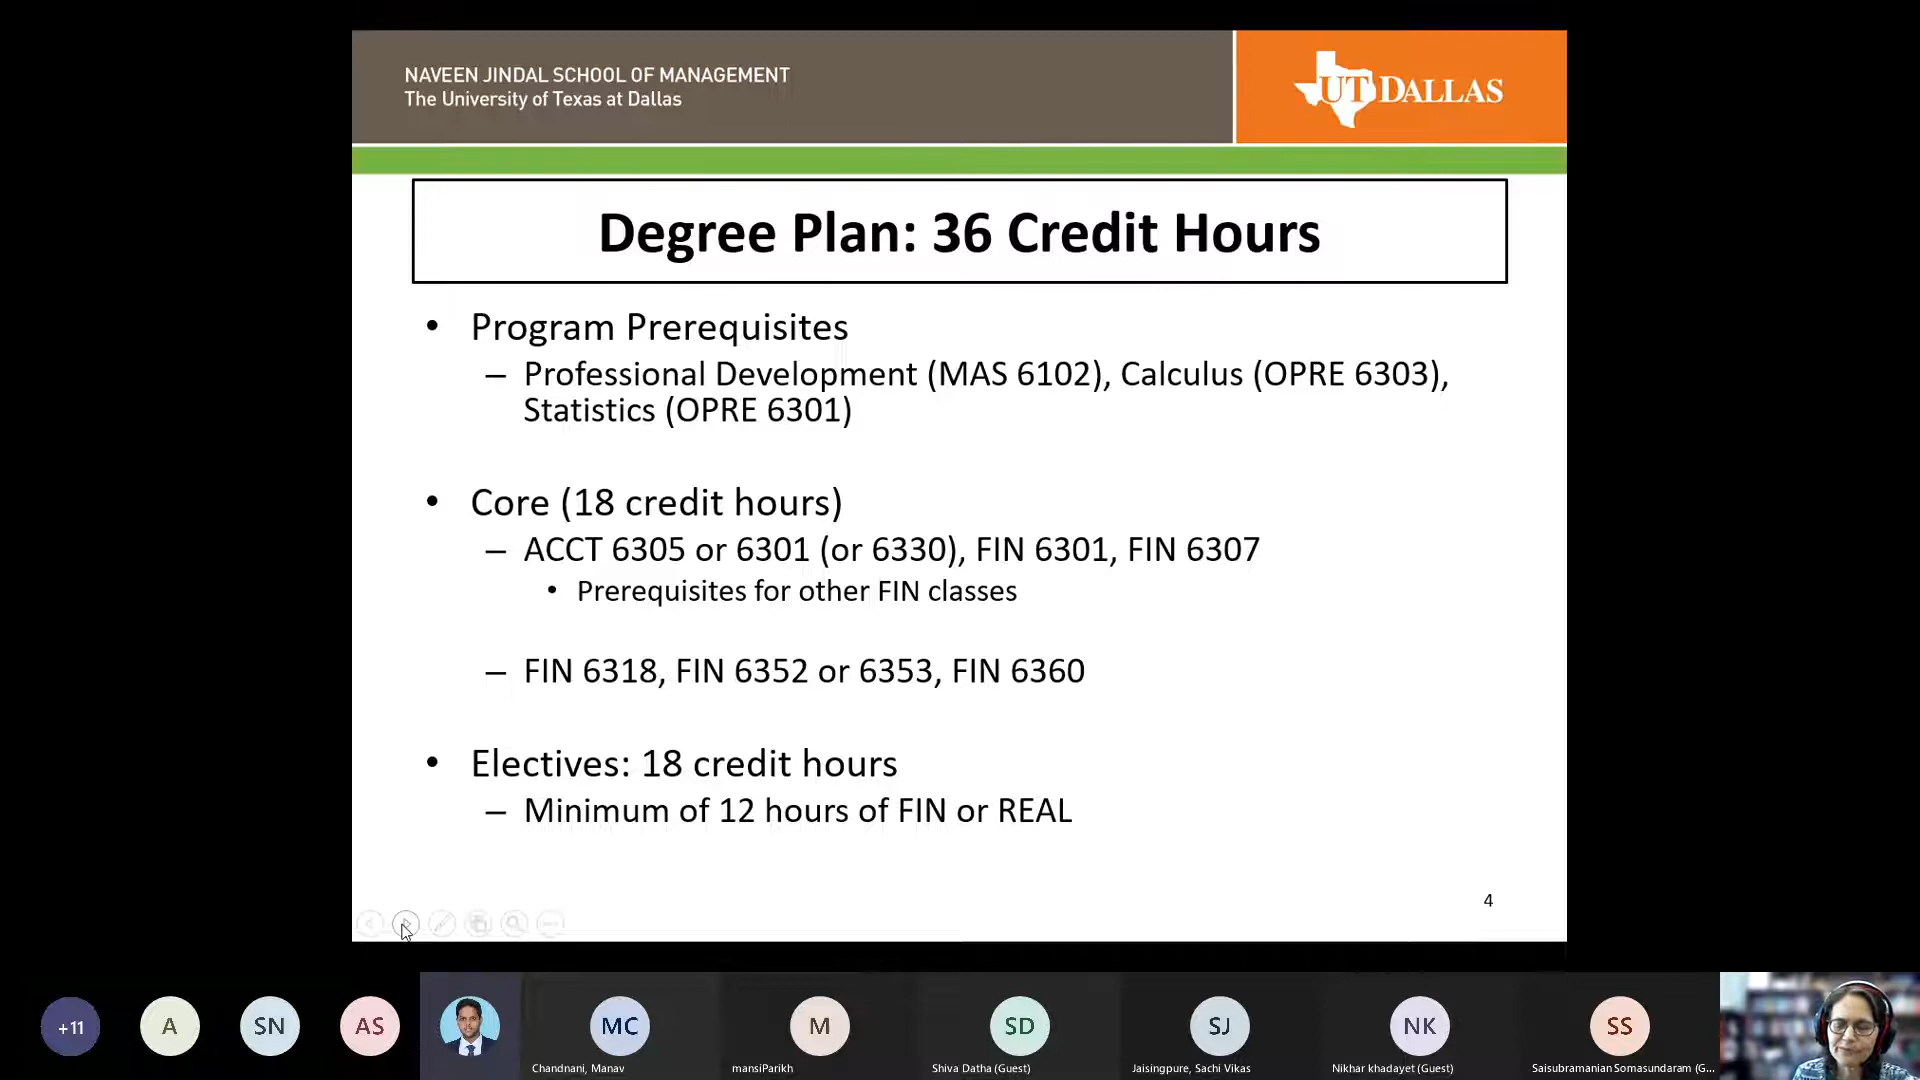 NAVEEN JINDAL SCHOOL OF MANAGEMENT
The University of Texas at Dallas
UT DALLAS
Degree Plan: 36 Credit Hours
• Program Prerequisites
– Professional Development (MAS 6102), Calculus (OPRE 6303),
Statistics (OPRE 6301)
• Core (18 credit hours)
– ACCT 6305 or 6301 (or 6330), FIN 6301, FIN 6307
• Prerequisites for other FIN classes
– FIN 6318, FIN 6352 or 6353, FIN 6360
• Electives: 18 credit hours
– Minimum of 12 hours of FIN or REAL
4
+11
A
SN
AS
MC
M
SD
SJ
NK
SS
Chandnani, Manav
mansiParikh
Shiva Datha (Guest)
Jaisingpure, Sachi Vikas
Nikhar khadayet (Guest)
Saisubramanian Somasundaram (G...